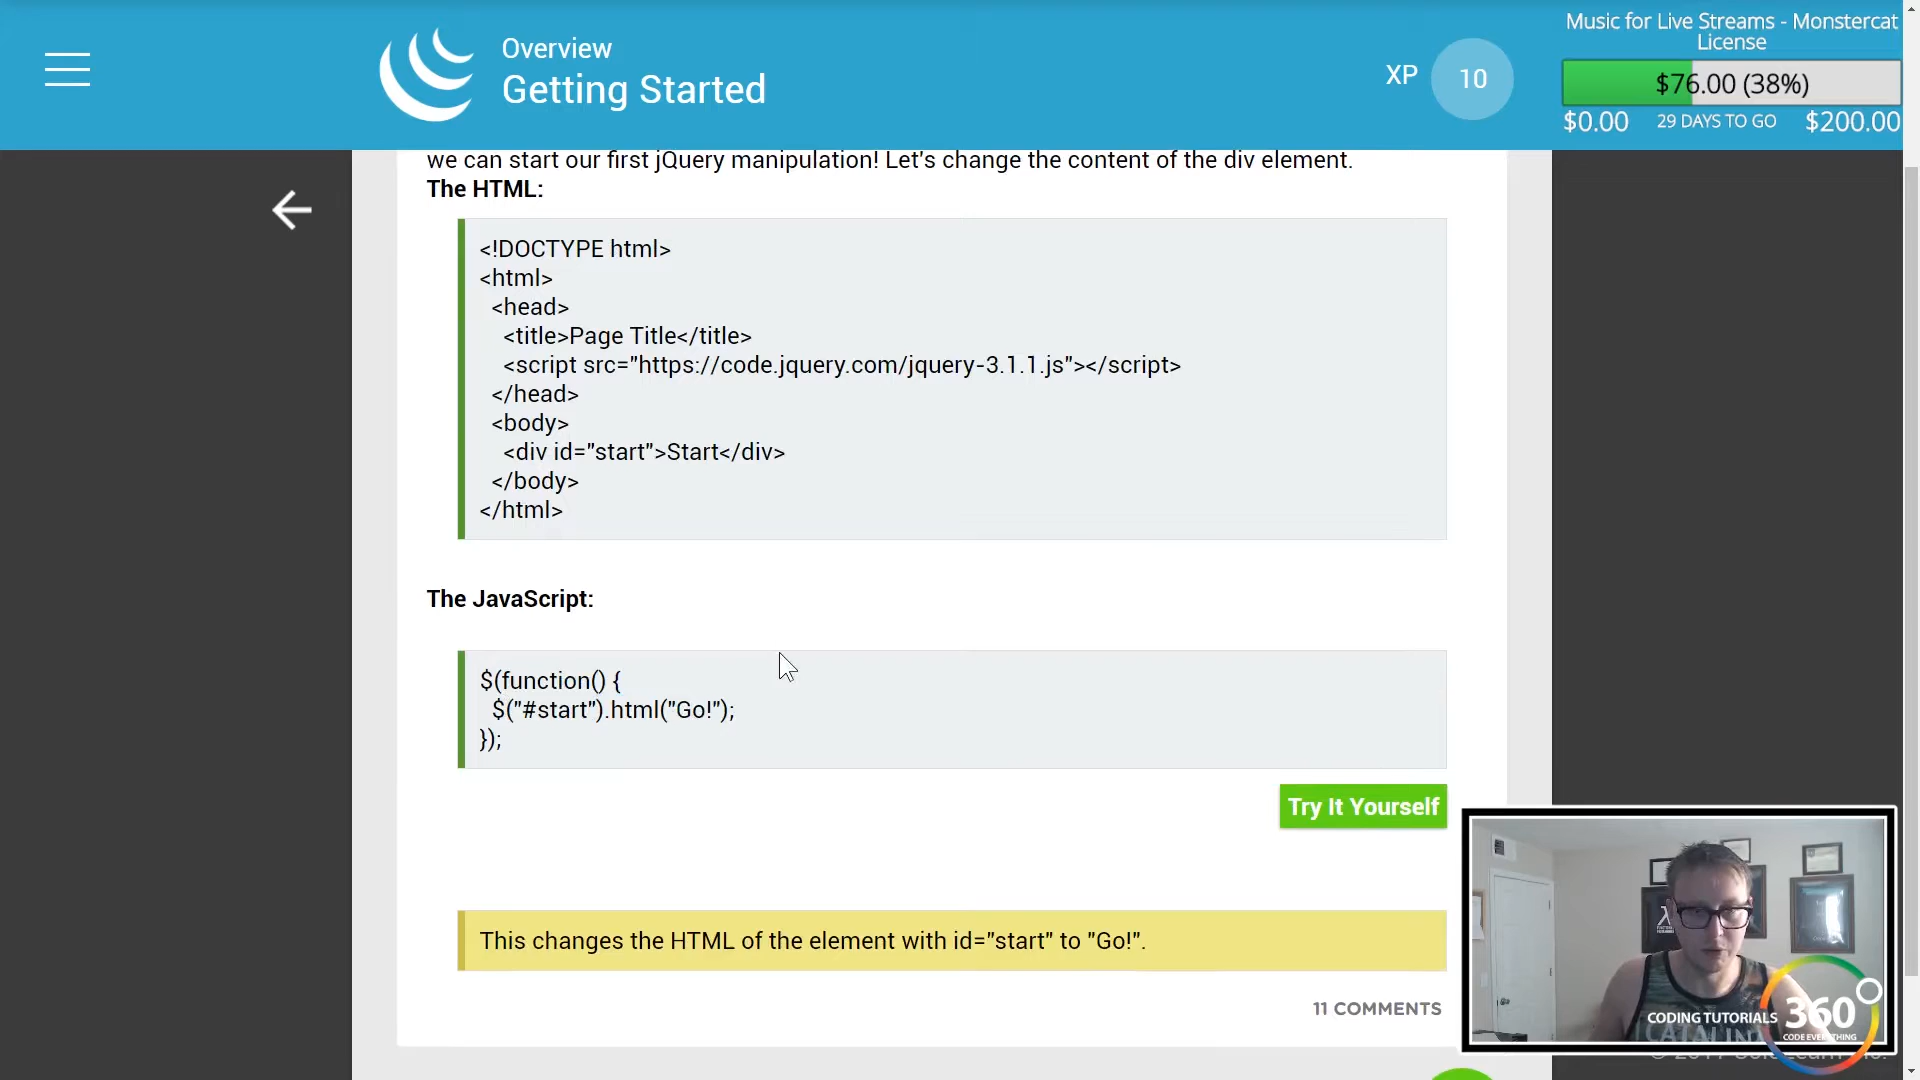 Overview
Getting Started
XP 10
Music for Live Streams - Monstercat
License
$76.00 (38%)
$0.00 29 DAYS TO GO $200.00
we can start our first jQuery manipulation! Let's change the content of the div element.
The HTML:
<!DOCTYPE html>
<html>
<head>
<title>Page Title</title>
<script src="https://code.jquery.com/jquery-3.1.1.js"></script>
</head>
<body>
<div id="start">Start</div>
</body>
</html>
The JavaScript:
$(function() {
$("#start").html("Go!");
});
Try It Yourself
This changes the HTML of the element with id="start" to "Go!".
11 COMMENTS
CODING TUTORIALS 360
CODE EVERYTHING